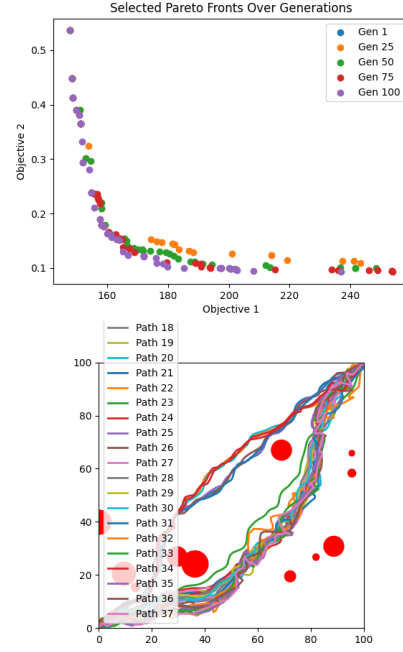 Selected Pareto Fronts Over Generations
Gen 1
Gen 25
Gen 50
Gen 75
Gen 100
0.5
0.4
0.3
0.2
0.1
Objective 2
160
180
200
220
240
Objective 1
Path 18
Path 19
Path 20
Path 21
Path 22
Path 23
Path 24
Path 25
Path 26
Path 27
Path 28
Path 29
Path 30
Path 31
Path 32
Path 33
Path 34
Path 35
Path 36
Path 37
100
80
60
40
20
0
0
20
40
60
80
100